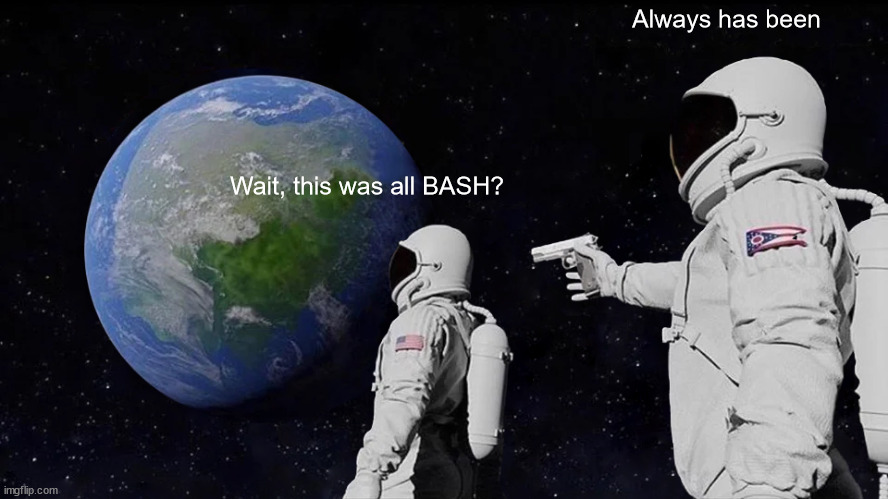 Always has been
Wait, this was all BASH?
imgflip.com